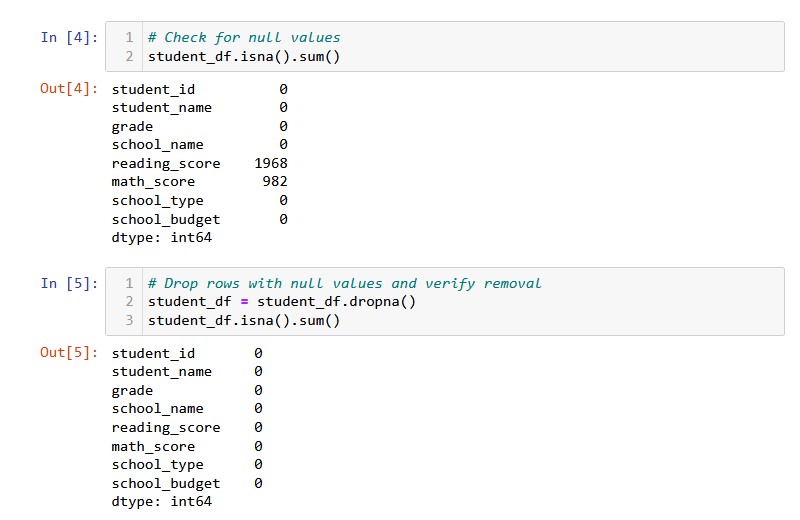 In [4]: 1 # Check for null values
2 student_df.isna().sum()
Out[4]: student_id 0
student_name 0
grade 0
school_name 0
reading_score 1968
math_score 982
school_type 0
school_budget 0
dtype: int64
In [5]: 1 # Drop rows with null values and verify removal
2 student_df = student_df.dropna()
3 student_df.isna().sum()
Out[5]: student_id 0
student_name 0
grade 0
school_name 0
reading_score 0
math_score 0
school_type 0
school_budget 0
dtype: int64